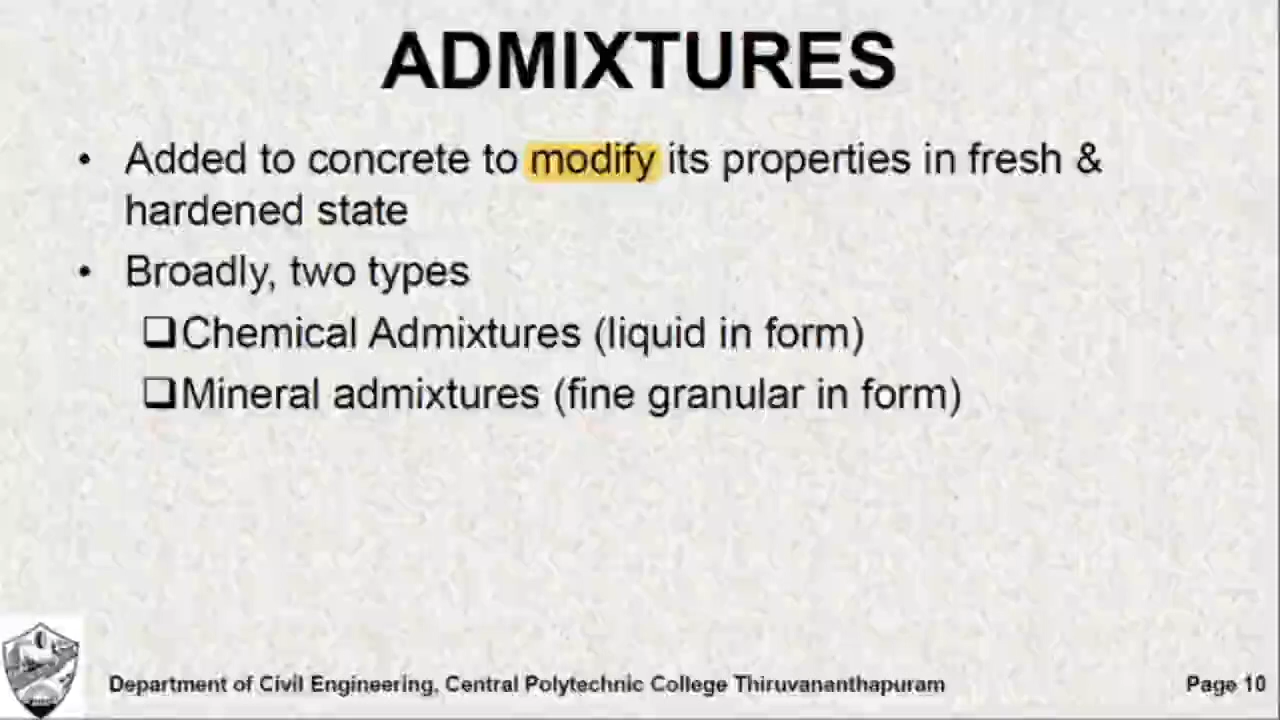 ADMIXTURES
• Added to concrete to modify its properties in fresh &
hardened state
• Broadly, two types
❑Chemical Admixtures (liquid in form)
❑Mineral admixtures (fine granular in form)
Department of Civil Engineering, Central Polytechnic College Thiruvananthapuram
Page 10